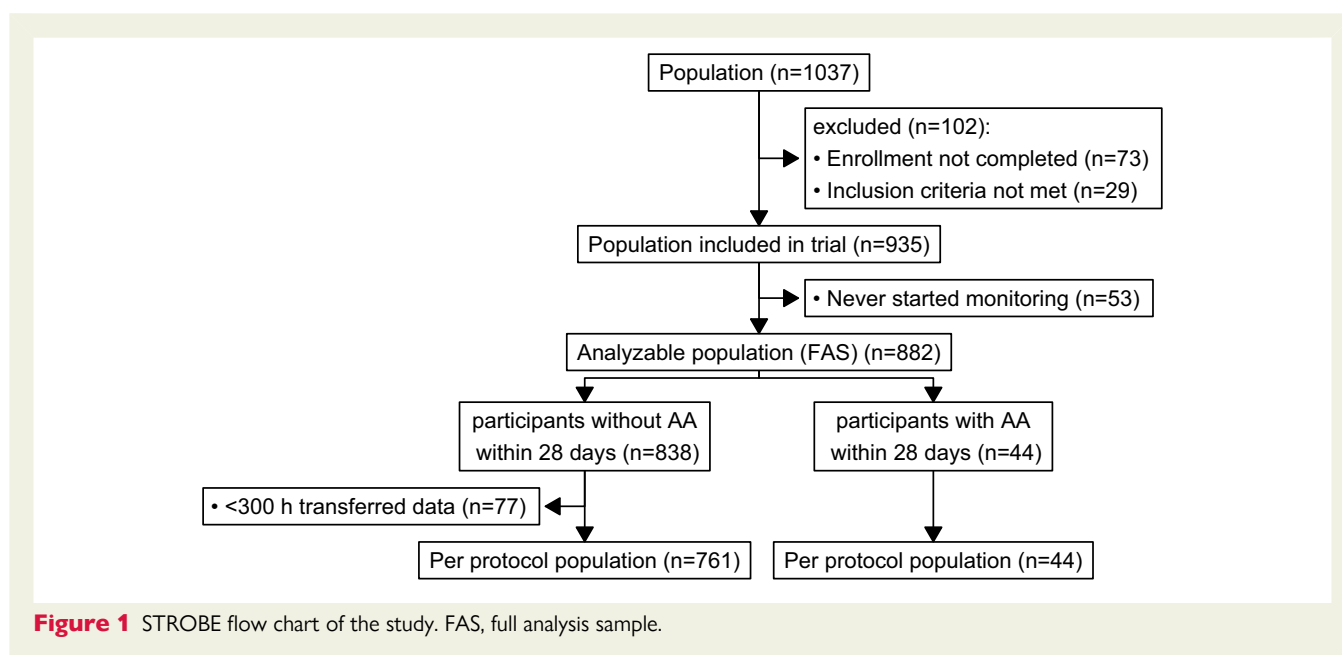 Population (n=1037)
excluded (n=102):
• Enrollment not completed (n=73)
• Inclusion criteria not met (n=29)
Population included in trial (n=935)
• Never started monitoring (n=53)
Analyzable population (FAS) (n=882)
participants without AA
within 28 days (n=838)
participants with AA
within 28 days (n=44)
• <300 h transferred data (n=77)
Per protocol population (n=761)
Per protocol population (n=44)
Figure 1 STROBE flow chart of the study. FAS, full analysis sample.